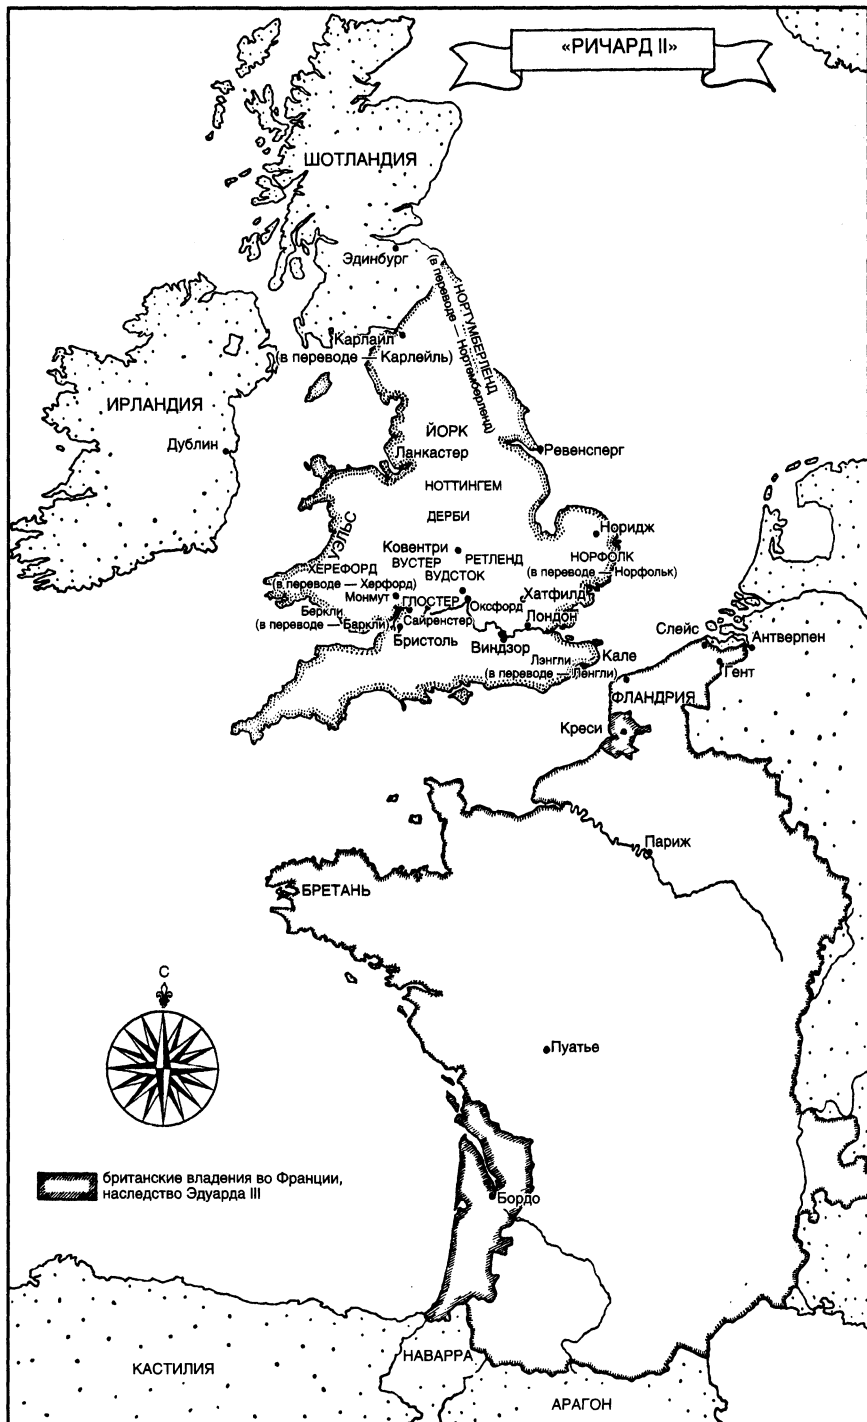 «РИЧАРД II»
ШОТЛАНДИЯ
Эдинбург
НОРТУМБЕРЛЕНД
(в переводе — Нортемберленд)
Карлайл
(в переводе — Карлейль)
ИРЛАНДИЯ
Дублин
ЙОРК
Ланкастер
Ревенсперг
НОТТИНГЕМ
ДЕРБИ
УЭЛЬС
Норидж
Ковентри
РЕТЛЕНД
НОРФОЛК
(в переводе — Норфольк)
ВУСТЕР
ХЕРЕФОРД
(в переводе — Херфорд)
ВУДСТОК
Монмут
ГЛОСТЕР
Оксфорд
Хатфилд
Беркли
(в переводе — Баркли)
Сайренстер
Лондон
Бристоль
Виндзор
Слейс
Антверпен
Лэнгли
(в переводе — Ленгли)
Кале
Гент
ФЛАНДРИЯ
Креси
Париж
БРЕТАНЬ
С
Пуатье
британские владения во Франции,
наследство Эдуарда III
Бордо
КАСТИЛИЯ
НАВАРРА
АРАГОН